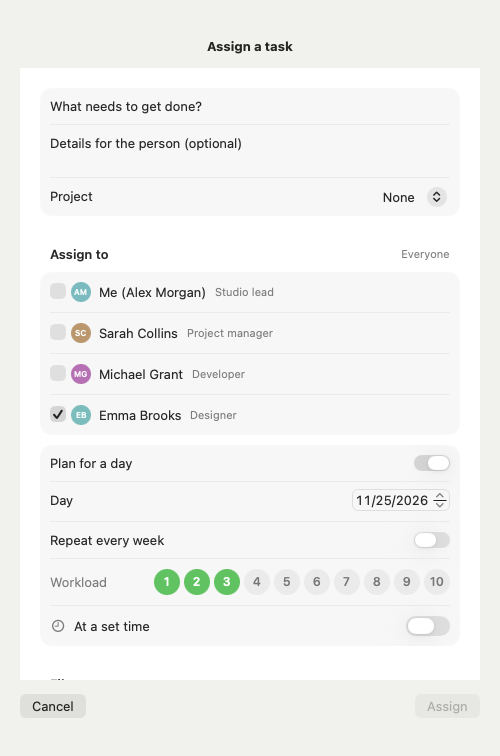 Assign a task
What needs to get done?
Details for the person (optional)
Project None
Assign to Everyone
AM Me (Alex Morgan) Studio lead
SC Sarah Collins Project manager
MG Michael Grant Developer
EB Emma Brooks Designer
Plan for a day
Day 11/25/2026
Repeat every week
Workload 1 2 3 4 5 6 7 8 9 10
At a set time
Cancel Assign